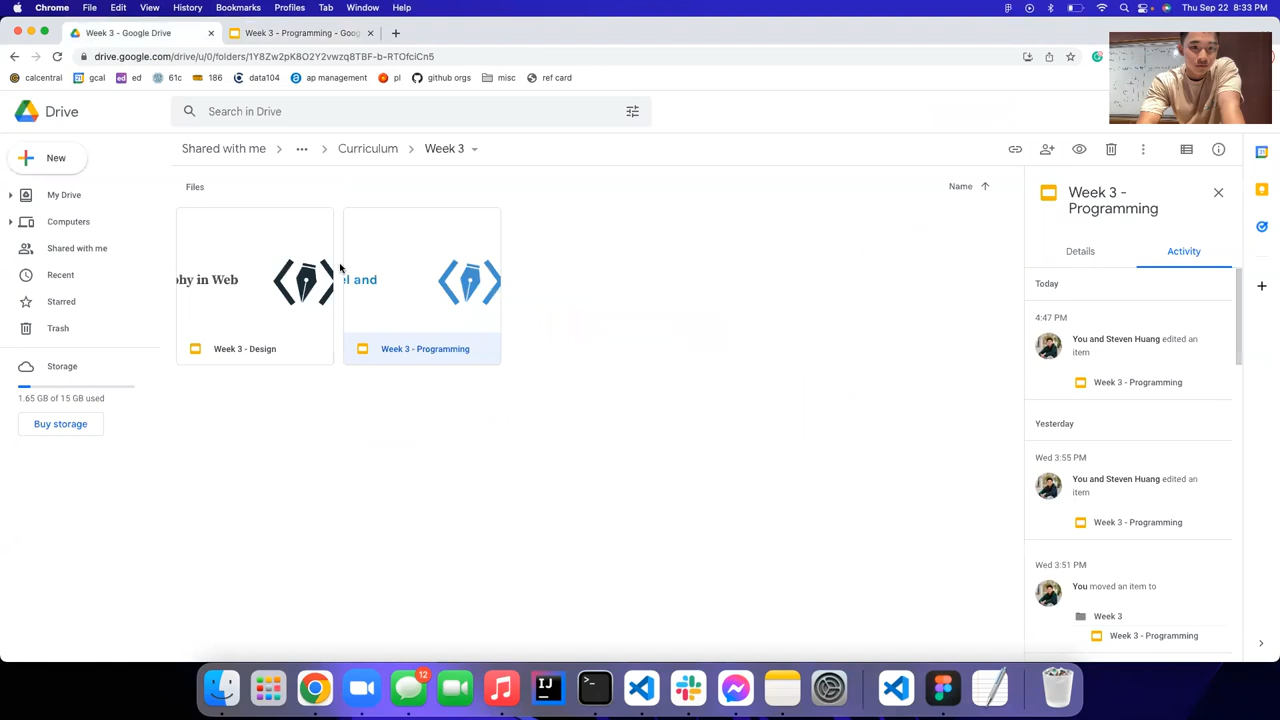 Chrome File Edit View History Bookmarks Profiles Tab Window Help Thu Sep 22 8:33 PM
Week 3 - Google Drive Week 3 - Programming - Goog
drive.google.com/drive/u/0/folders/1Y8Zw2pK8O2Y2vwzq8TBF-b-RTOfciCn5
calcentral gcal ed 61c 186 data104 ap management pl github orgs misc ref card
Drive
Search in Drive
New
Shared with me ... Curriculum Week 3
My Drive
Computers
Shared with me
Recent
Starred
Trash
Storage
1.65 GB of 15 GB used
Buy storage
Files Name
hy in Web
el and
Week 3 - Design
Week 3 - Programming
Week 3 -
Programming
Details Activity
Today
4:47 PM
You and Steven Huang edited an
item
Week 3 - Programming
Yesterday
Wed 3:55 PM
You and Steven Huang edited an
item
Week 3 - Programming
Wed 3:51 PM
You moved an item to
Week 3
Week 3 - Programming
12